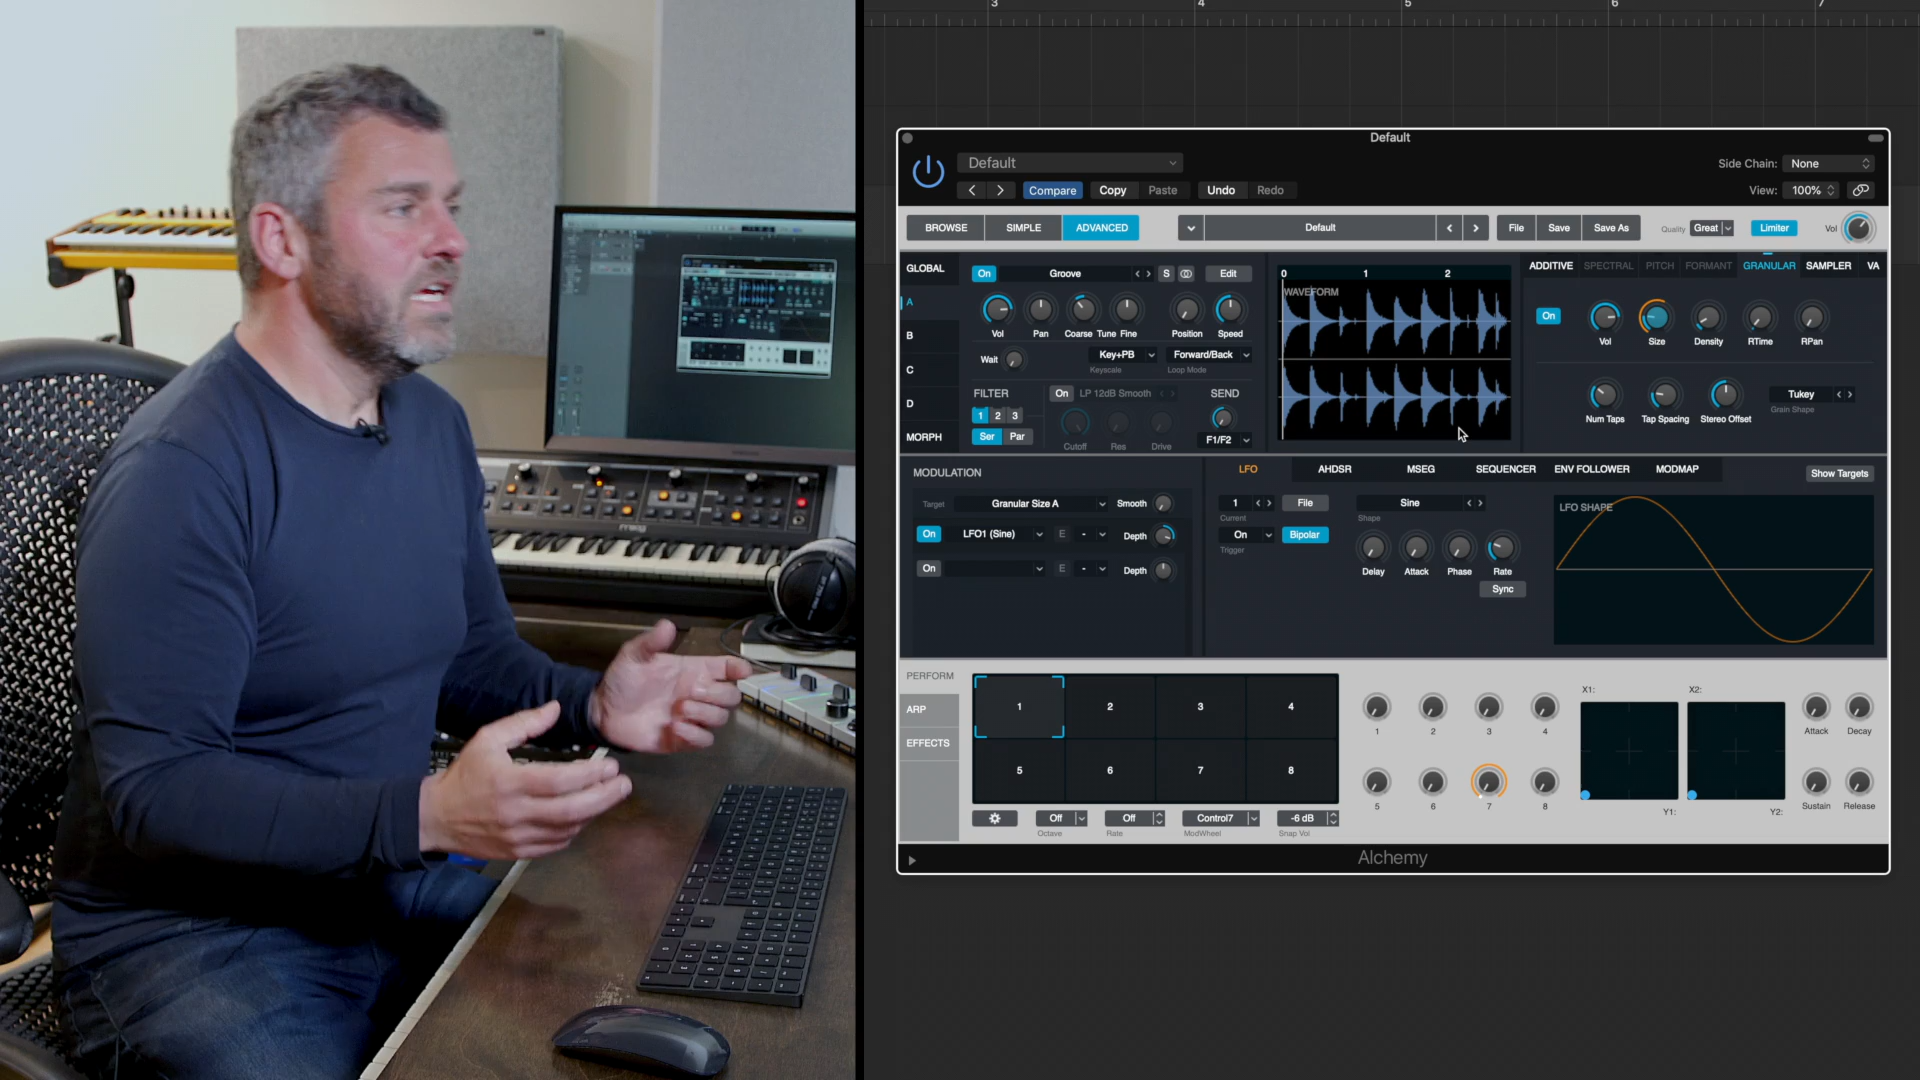 3 4 5 6 7
Default
Default
Side Chain: None
Compare Copy Paste Undo Redo
View: 100%
BROWSE SIMPLE ADVANCED Default File Save Save As Quality Great Limiter Vol
GLOBAL
A
B
C
D
MORPH
On Groove S Edit
Vol Pan Coarse Tune Fine Position Speed
Wait Key+PB Forward/Back
Keyscale Loop Mode
FILTER On LP 12dB Smooth SEND
1 2 3
Ser Par
Cutoff Res Drive F1/F2
0 1 2
WAVEFORM
ADDITIVE SPECTRAL PITCH FORMANT GRANULAR SAMPLER VA
On
Vol Size Density RTime RPan
Tukey
Num Taps Tap Spacing Stereo Offset Grain Shape
MODULATION
Target Granular Size A Smooth
On LFO1 (Sine) E - Depth
On E - Depth
LFO AHDSR MSEG SEQUENCER ENV FOLLOWER MODMAP Show Targets
1 File Sine
Current Shape
On Bipolar
Trigger
Delay Attack Phase Rate
Sync
LFO SHAPE
PERFORM
ARP
EFFECTS
1 2 3 4
5 6 7 8
Off Off Control7 -6 dB
Octave Rate ModWheel Snap Vol
1 2 3 4
5 6 7 8
X1: X2:
Y1: Y2:
Attack Decay
Sustain Release
Alchemy
moog